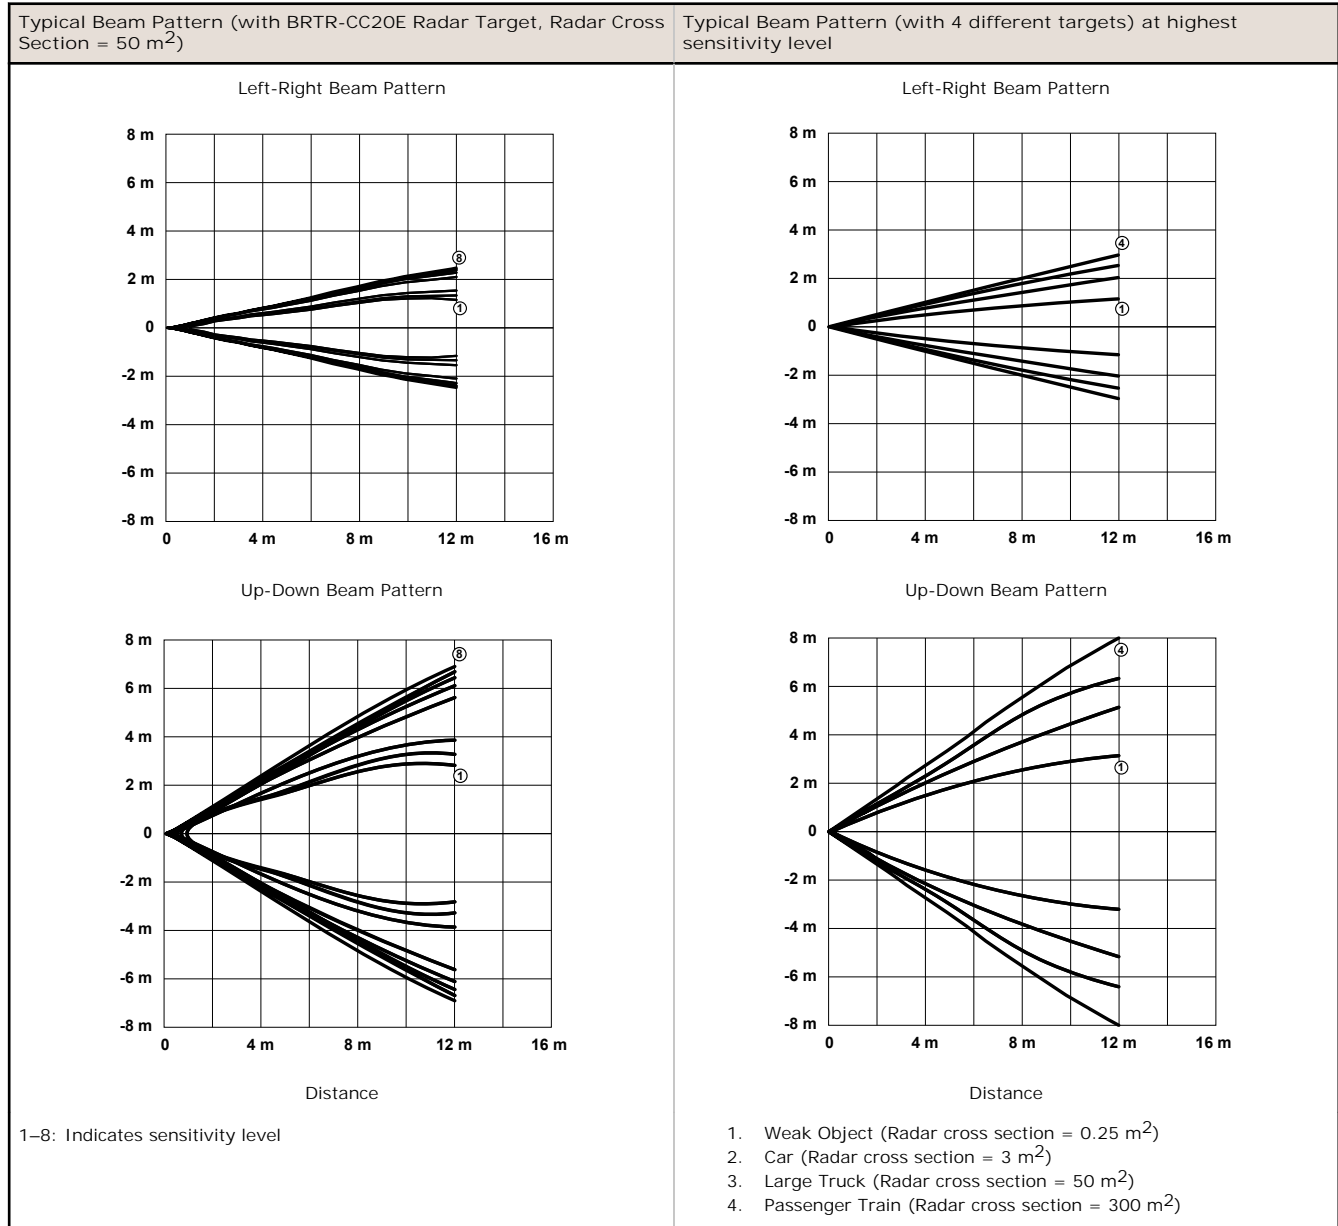 Typical Beam Pattern (with BRTR-CC20E Radar Target, Radar Cross
Section = 50 m²)
Left-Right Beam Pattern
8 m
6 m
4 m
2 m
0
-2 m
-4 m
-6 m
-8 m
0 4 m 8 m 12 m 16 m
8
1
Up-Down Beam Pattern
8 m
6 m
4 m
2 m
0
-2 m
-4 m
-6 m
-8 m
0 4 m 8 m 12 m 16 m
8
1
Distance
1–8: Indicates sensitivity level
Typical Beam Pattern (with 4 different targets) at highest
sensitivity level
Left-Right Beam Pattern
8 m
6 m
4 m
2 m
0
-2 m
-4 m
-6 m
-8 m
0 4 m 8 m 12 m 16 m
4
1
Up-Down Beam Pattern
8 m
6 m
4 m
2 m
0
-2 m
-4 m
-6 m
-8 m
0 4 m 8 m 12 m 16 m
4
1
Distance
1. Weak Object (Radar cross section = 0.25 m²)
2. Car (Radar cross section = 3 m²)
3. Large Truck (Radar cross section = 50 m²)
4. Passenger Train (Radar cross section = 300 m²)